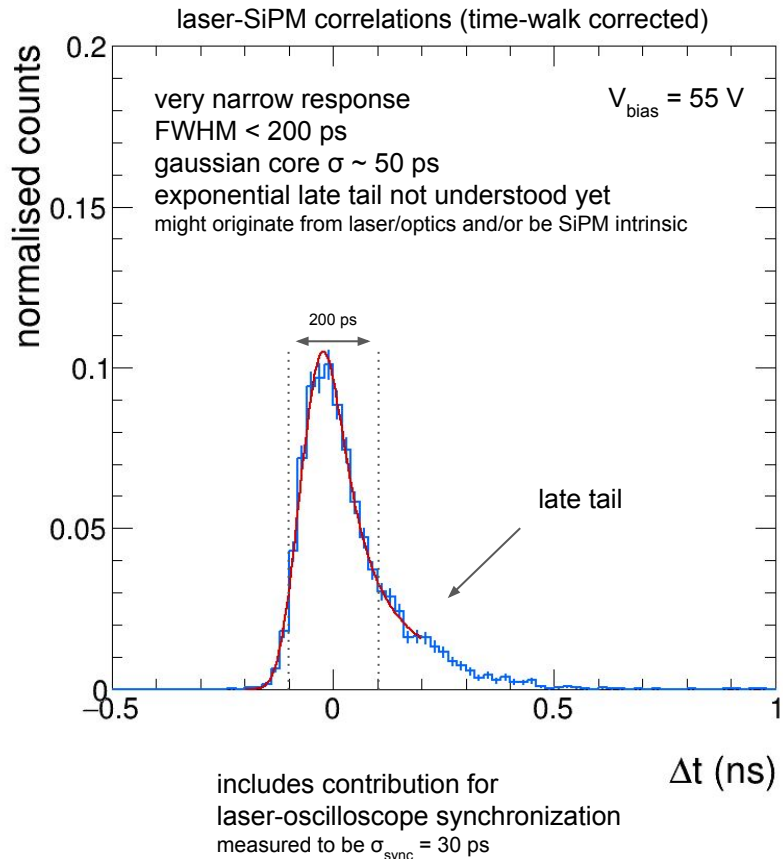 laser-SiPM correlations (time-walk corrected)
0.2
very narrow response
V_bias = 55 V
FWHM < 200 ps
gaussian core σ ~ 50 ps
exponential late tail not understood yet
might originate from laser/optics and/or be SiPM intrinsic
normalised counts
0.15
200 ps
0.1
late tail
0.05
0
−0.5 0 0.5 1
Δt (ns)
includes contribution for
laser-oscilloscope synchronization
measured to be σ_sync = 30 ps